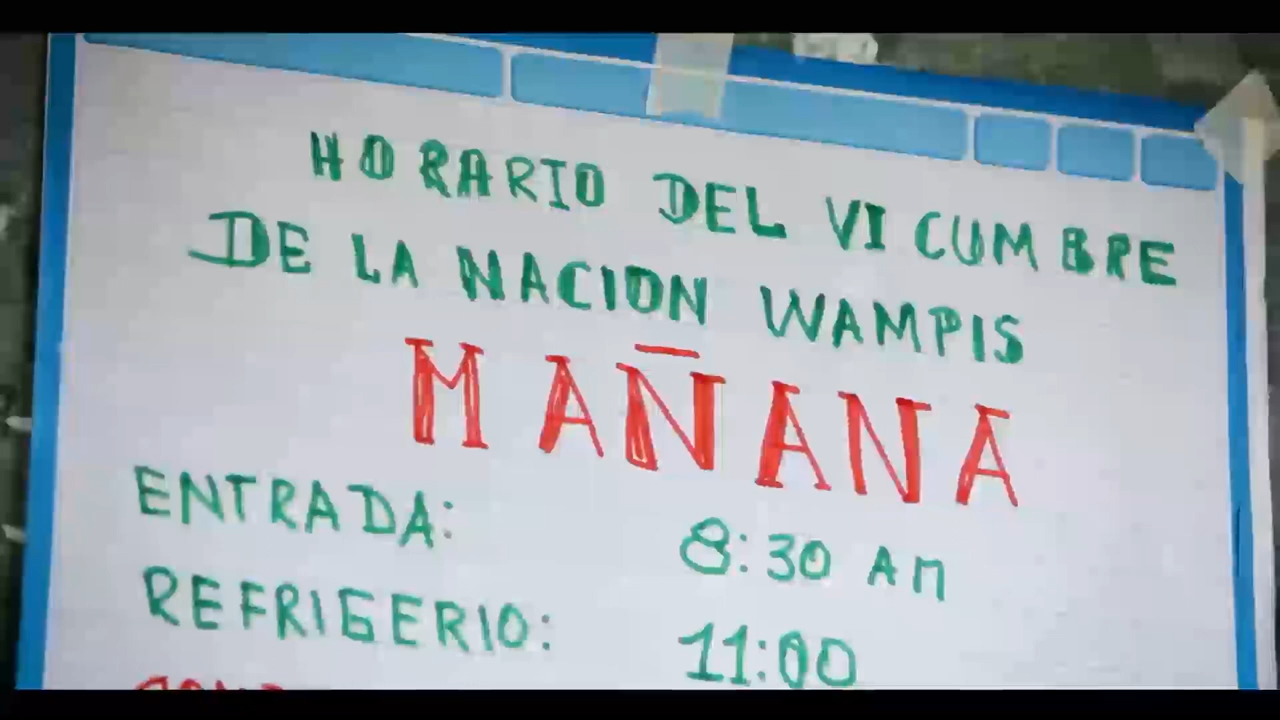 HORARIO DEL VI CUMBRE
DE LA NACION WAMPIS
MAÑANA
ENTRADA: 8:30 AM
REFRIGERIO: 11:00